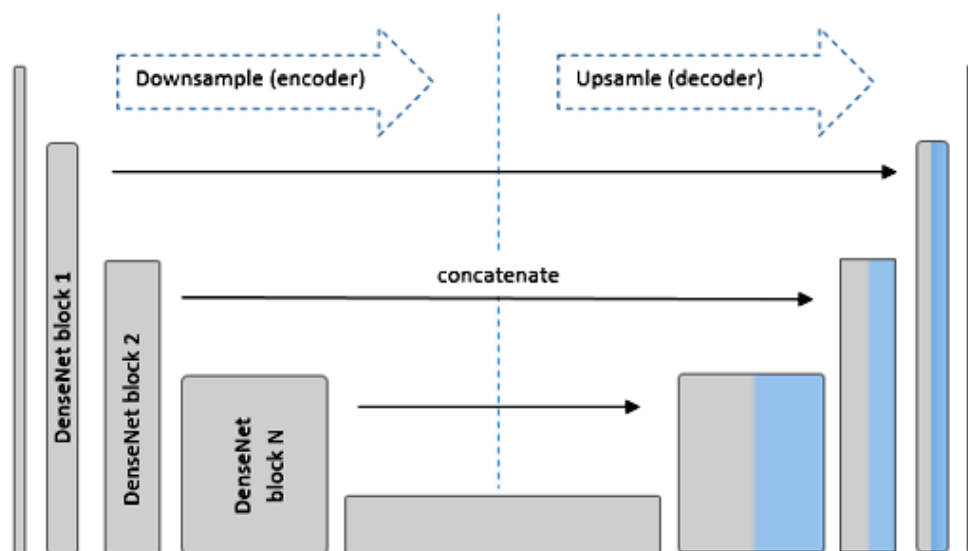 Downsample (encoder)
Upsamle (decoder)
concatenate
DenseNet block 1
DenseNet block 2
DenseNet
block N